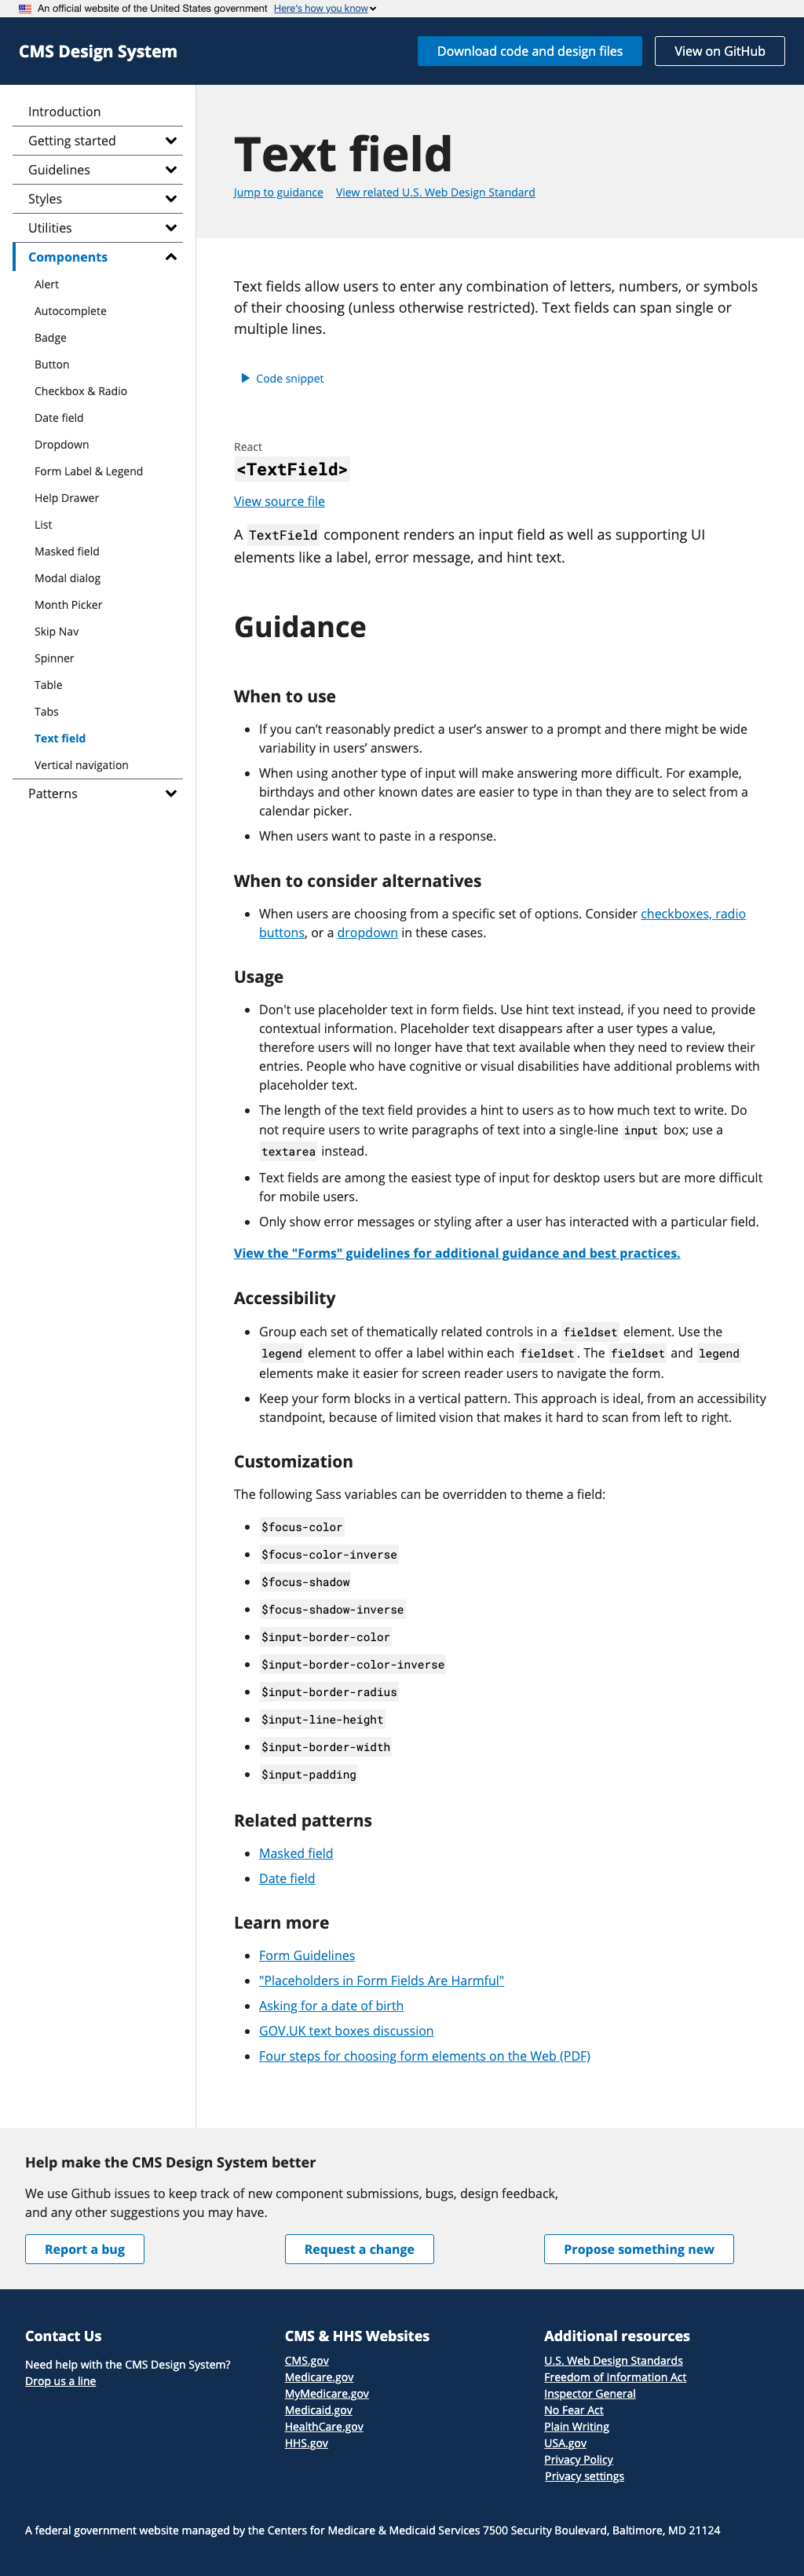 An official website of the United States government Here's how you know
CMS Design System
Download code and design files
View on GitHub
Introduction
Getting started
Guidelines
Styles
Utilities
Components
Alert
Autocomplete
Badge
Button
Checkbox & Radio
Date field
Dropdown
Form Label & Legend
Help Drawer
List
Masked field
Modal dialog
Month Picker
Skip Nav
Spinner
Table
Tabs
Text field
Vertical navigation
Patterns
Text field
Jump to guidance View related U.S. Web Design Standard
Text fields allow users to enter any combination of letters, numbers, or symbols
of their choosing (unless otherwise restricted). Text fields can span single or
multiple lines.
Code snippet
React
<TextField>
View source file
A TextField component renders an input field as well as supporting UI
elements like a label, error message, and hint text.
Guidance
When to use
If you can’t reasonably predict a user’s answer to a prompt and there might be wide
variability in users’ answers.
When using another type of input will make answering more difficult. For example,
birthdays and other known dates are easier to type in than they are to select from a
calendar picker.
When users want to paste in a response.
When to consider alternatives
When users are choosing from a specific set of options. Consider checkboxes, radio
buttons, or a dropdown in these cases.
Usage
Don't use placeholder text in form fields. Use hint text instead, if you need to provide
contextual information. Placeholder text disappears after a user types a value,
therefore users will no longer have that text available when they need to review their
entries. People who have cognitive or visual disabilities have additional problems with
placeholder text.
The length of the text field provides a hint to users as to how much text to write. Do
not require users to write paragraphs of text into a single-line input box; use a
textarea instead.
Text fields are among the easiest type of input for desktop users but are more difficult
for mobile users.
Only show error messages or styling after a user has interacted with a particular field.
View the "Forms" guidelines for additional guidance and best practices.
Accessibility
Group each set of thematically related controls in a fieldset element. Use the
legend element to offer a label within each fieldset. The fieldset and legend
elements make it easier for screen reader users to navigate the form.
Keep your form blocks in a vertical pattern. This approach is ideal, from an accessibility
standpoint, because of limited vision that makes it hard to scan from left to right.
Customization
The following Sass variables can be overridden to theme a field:
$focus-color
$focus-color-inverse
$focus-shadow
$focus-shadow-inverse
$input-border-color
$input-border-color-inverse
$input-border-radius
$input-line-height
$input-border-width
$input-padding
Related patterns
Masked field
Date field
Learn more
Form Guidelines
"Placeholders in Form Fields Are Harmful"
Asking for a date of birth
GOV.UK text boxes discussion
Four steps for choosing form elements on the Web (PDF)
Help make the CMS Design System better
We use Github issues to keep track of new component submissions, bugs, design feedback,
and any other suggestions you may have.
Report a bug
Request a change
Propose something new
Contact Us
Need help with the CMS Design System?
Drop us a line
CMS & HHS Websites
CMS.gov
Medicare.gov
MyMedicare.gov
Medicaid.gov
HealthCare.gov
HHS.gov
Additional resources
U.S. Web Design Standards
Freedom of Information Act
Inspector General
No Fear Act
Plain Writing
USA.gov
Privacy Policy
Privacy settings
A federal government website managed by the Centers for Medicare & Medicaid Services 7500 Security Boulevard, Baltimore, MD 21124